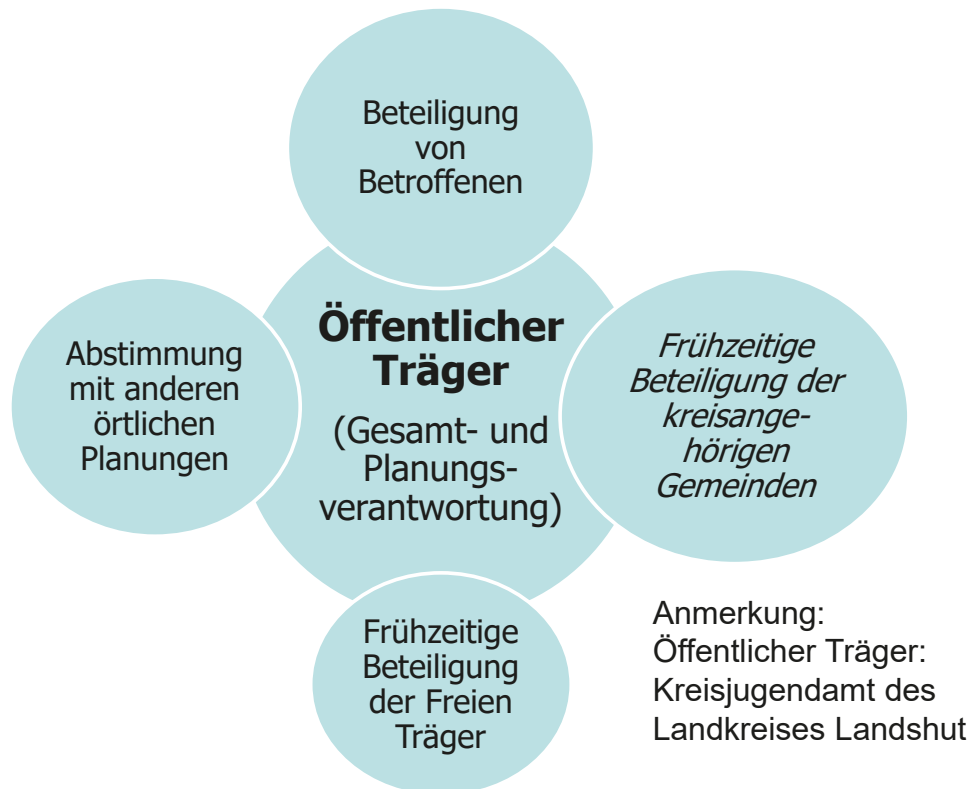 Beteiligung
von
Betroffenen
Öffentlicher
Träger
(Gesamt- und
Planungs-
verantwortung)
Abstimmung
mit anderen
örtlichen
Planungen
Frühzeitige
Beteiligung der
kreisange-
hörigen
Gemeinden
Frühzeitige
Beteiligung
der Freien
Träger
Anmerkung:
Öffentlicher Träger:
Kreisjugendamt des
Landkreises Landshut